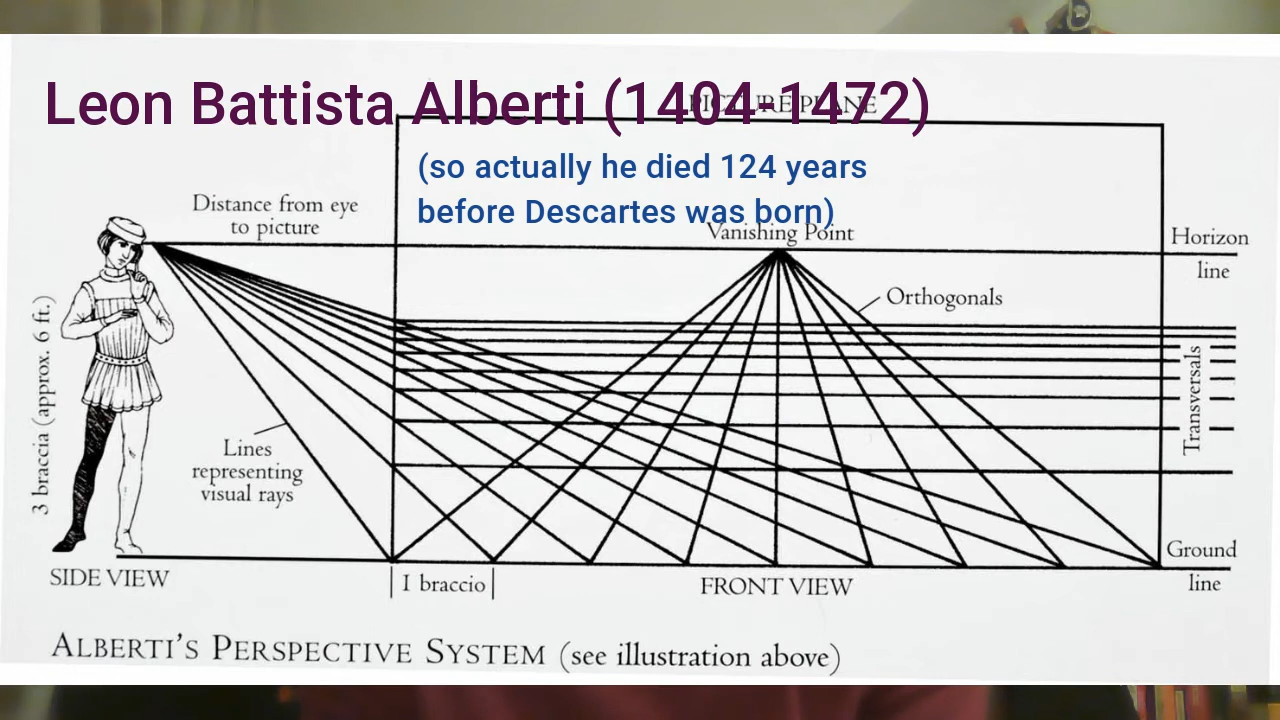 Leon Battista Alberti (1404-1472)
PICTURE PLANE
(so actually he died 124 years
before Descartes was born)
Distance from eye
to picture
Vanishing Point
Horizon
line
Orthogonals
3 braccia (approx. 6 ft.)
Transversals
Lines
representing
visual rays
Ground
line
SIDE VIEW
1 braccio
FRONT VIEW
ALBERTI'S PERSPECTIVE SYSTEM (see illustration above)